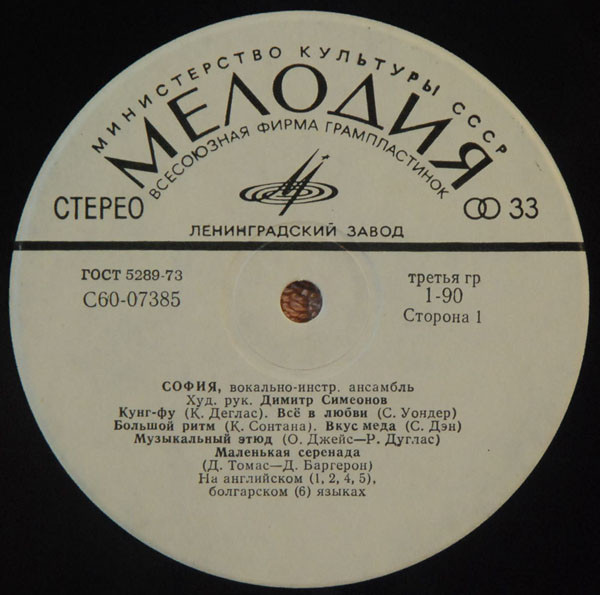 МИНИСТЕРСТВО КУЛЬТУРЫ СССР
МЕЛОДИЯ
ВСЕСОЮЗНАЯ ФИРМА ГРАМПЛАСТИНОК
СТЕРЕО
33
ЛЕНИНГРАДСКИЙ ЗАВОД
ГОСТ 5289-73
С60-07385
третья гр
1-90
Сторона 1
СОФИЯ, вокально-инстр. ансамбль
Худ. рук. Димитр Симеонов
Кунг-фу (К. Деглас). Всё в любви (С. Уондер)
Большой ритм (К. Сонтана). Вкус меда (С. Дэн)
Музыкальный этюд (О. Джейс—Р. Дуглас)
Маленькая серенада
(Д. Томас—Д. Баргерон)
На английском (1, 2, 4, 5),
болгарском (6) языках